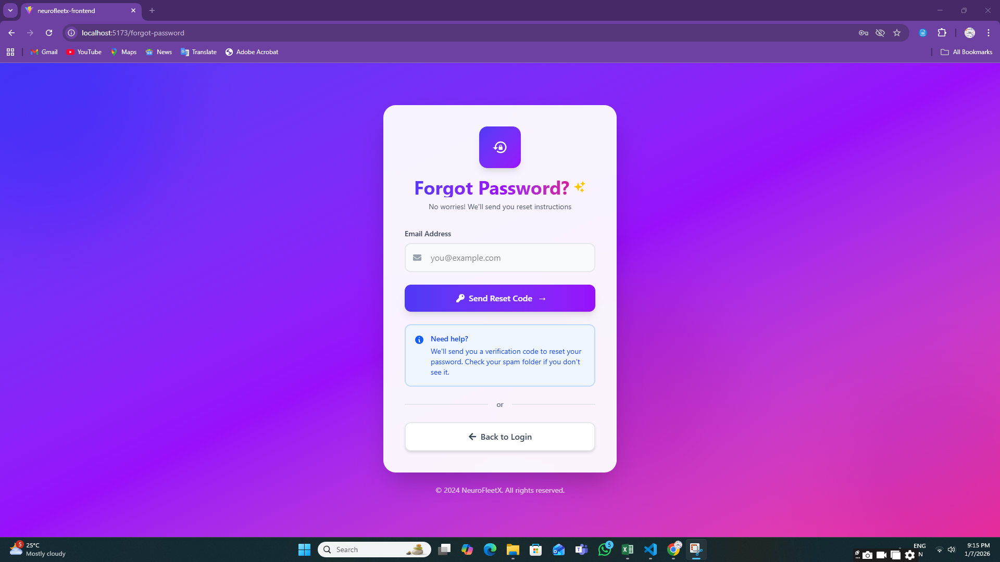 neurofleetx-frontend
localhost:5173/forgot-password
Gmail
YouTube
Maps
News
Translate
Adobe Acrobat
All Bookmarks
Forgot Password?
No worries! We'll send you reset instructions
Email Address
you@example.com
Send Reset Code →
Need help?
We'll send you a verification code to reset your
password. Check your spam folder if you don't
see it.
or
Back to Login
© 2024 NeuroFleetX. All rights reserved.
5
25°C
Mostly cloudy
Search
5
ENG
N
9:15 PM
1/7/2026